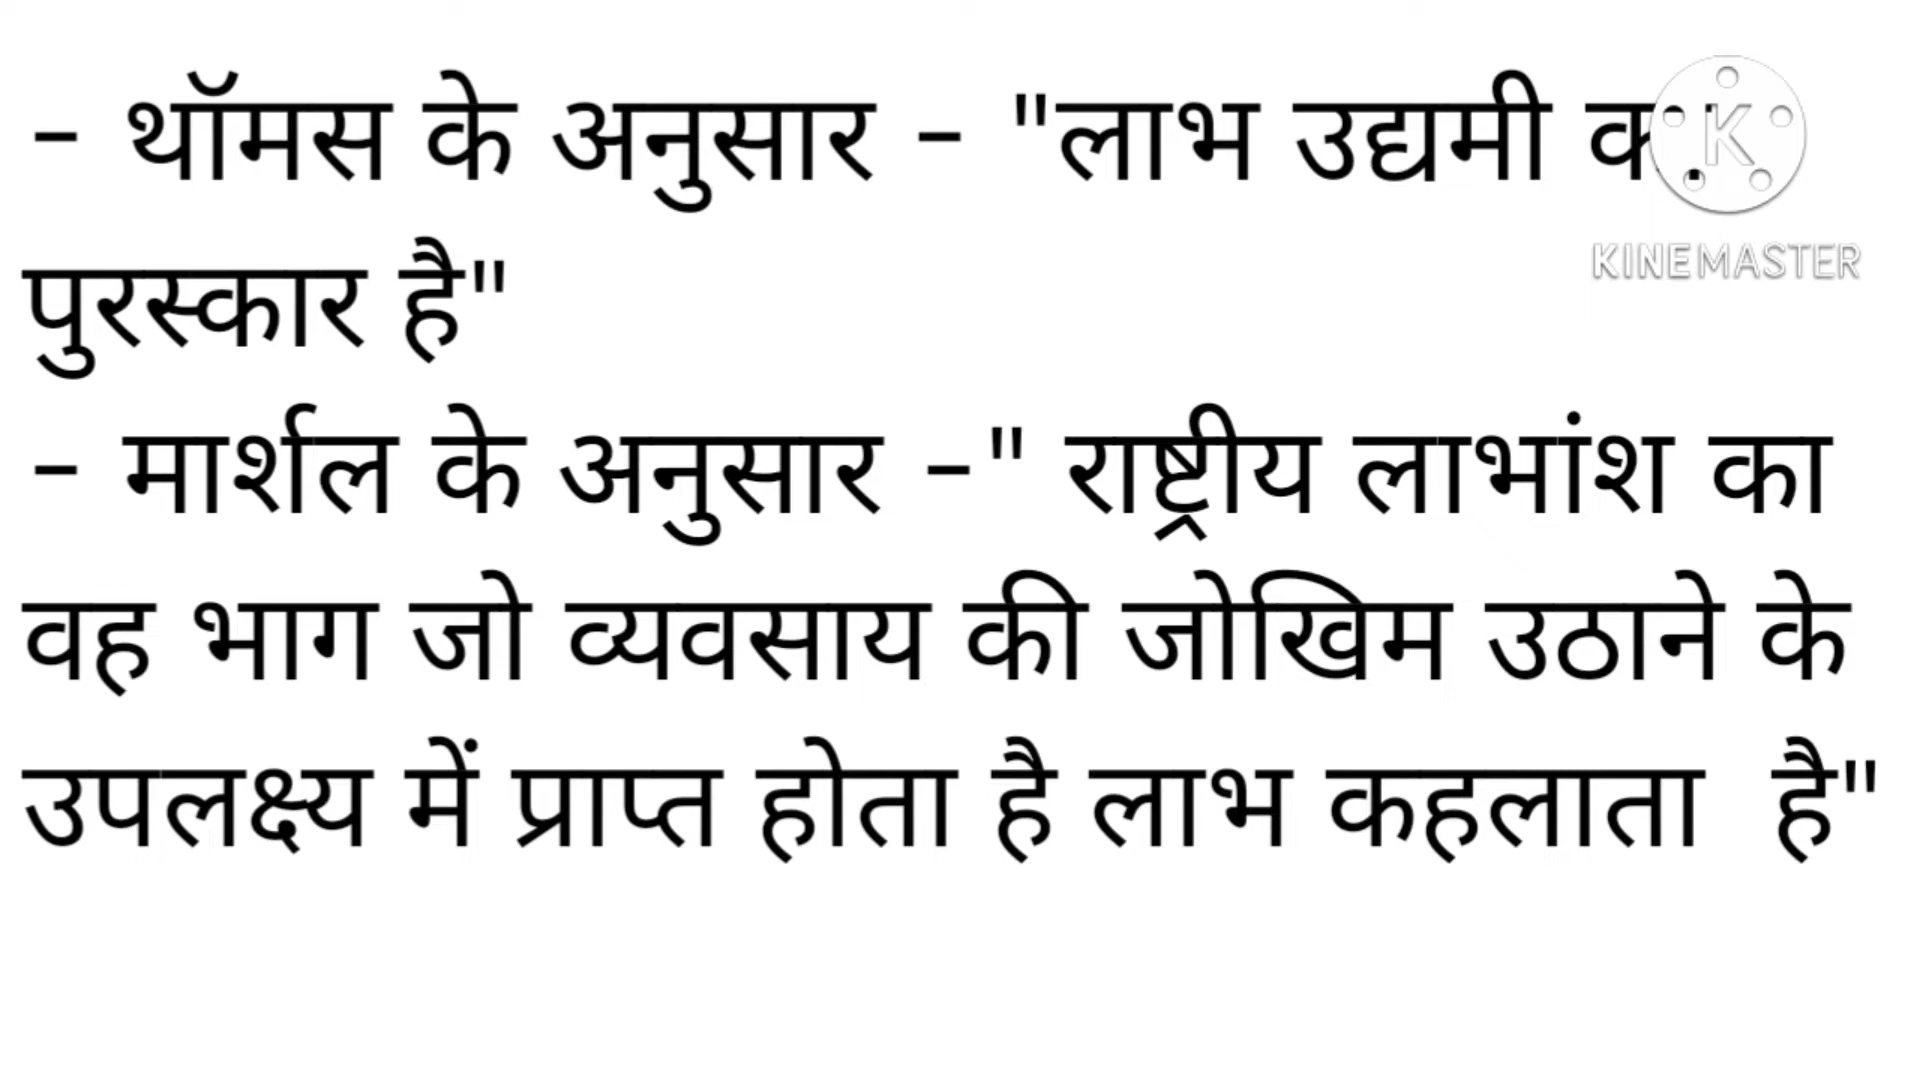 - थॉमस के अनुसार - "लाभ उद्यमी का
पुरस्कार है"
- मार्शल के अनुसार -" राष्ट्रीय लाभांश का
वह भाग जो व्यवसाय की जोखिम उठाने के
उपलक्ष्य में प्राप्त होता है लाभ कहलाता  है"
K
KINEMASTER